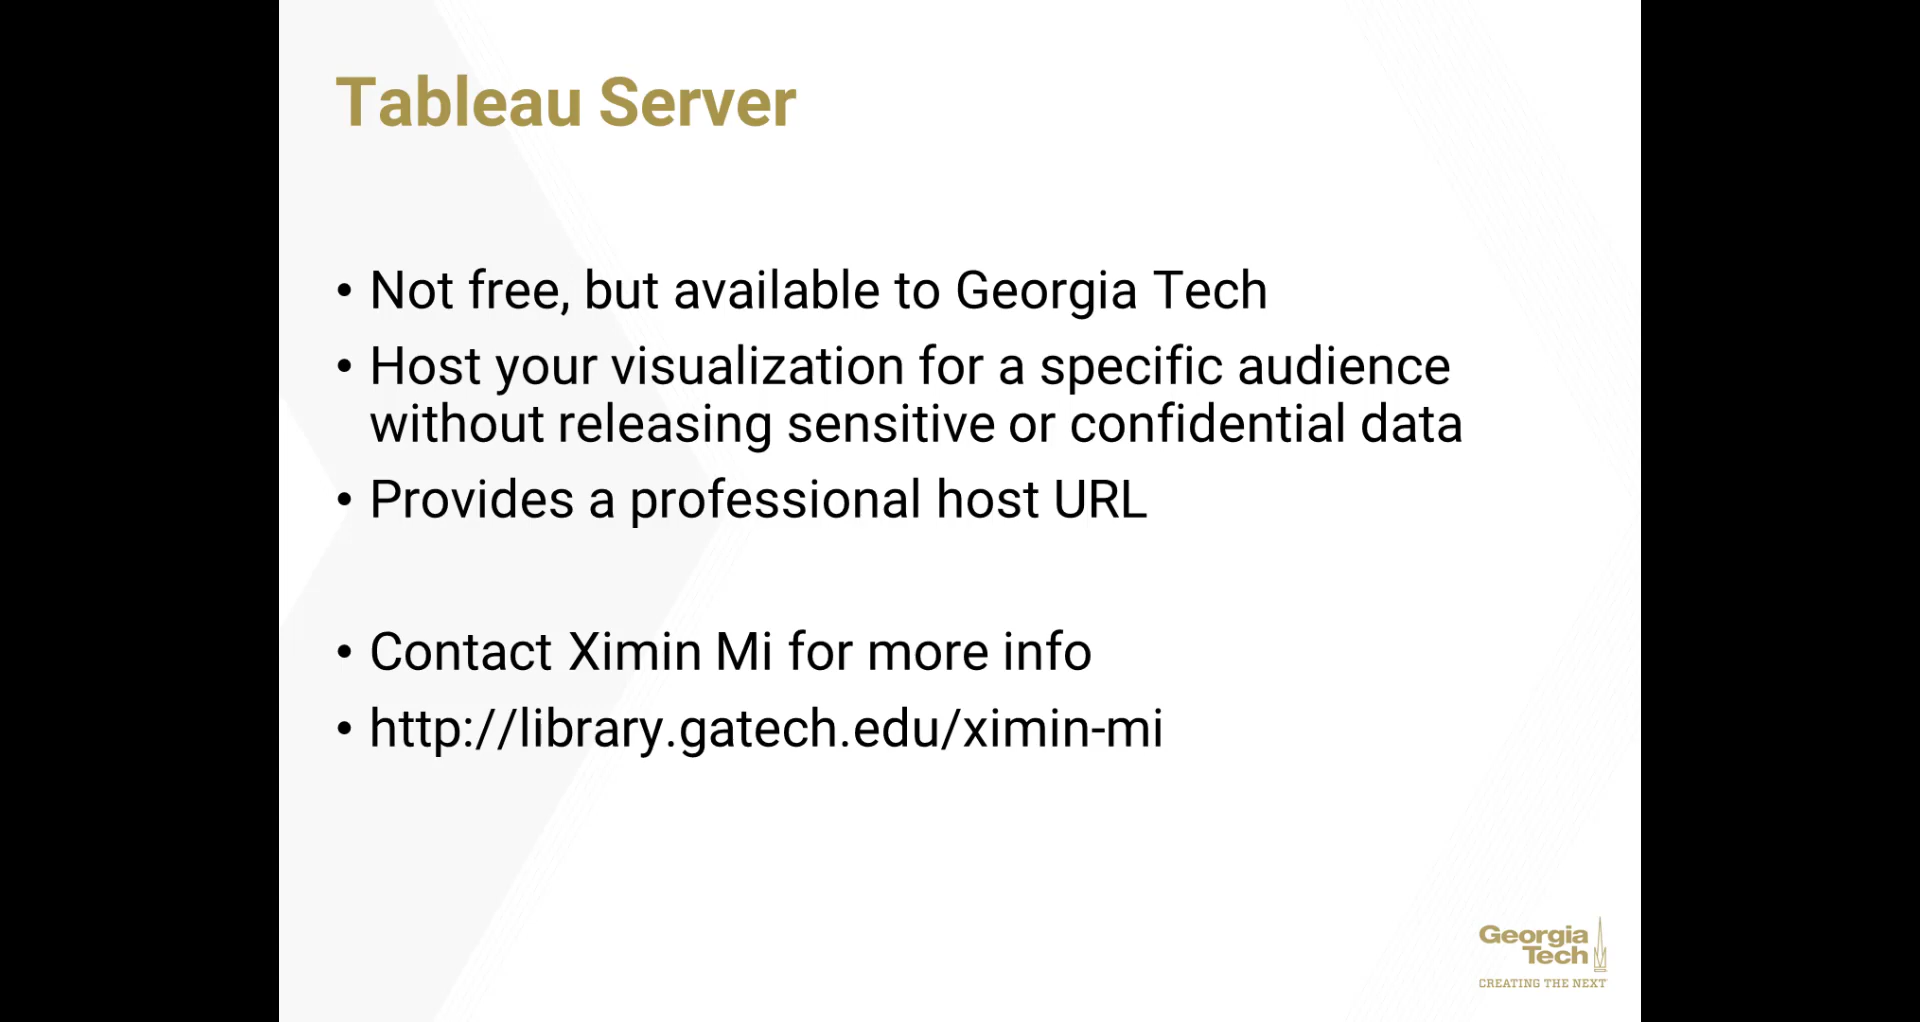 Tableau Server
• Not free, but available to Georgia Tech
• Host your visualization for a specific audience
without releasing sensitive or confidential data
• Provides a professional host URL
• Contact Ximin Mi for more info
• http://library.gatech.edu/ximin-mi
Georgia
Tech
CREATING THE NEXT